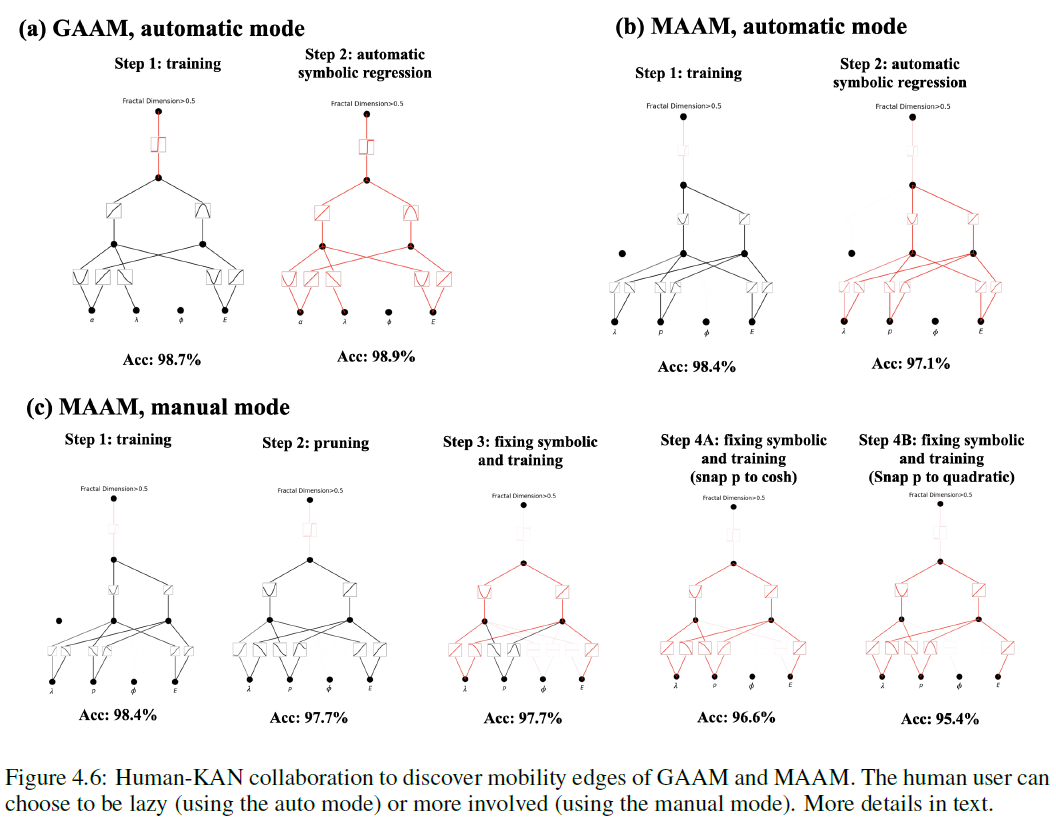 (a) GAAM, automatic mode
Step 1: training
Fractal Dimension>0.5
α
λ
ϕ
E
Acc: 98.7%
Step 2: automatic
symbolic regression
Fractal Dimension>0.5
α
λ
ϕ
E
Acc: 98.9%
(b) MAAM, automatic mode
Step 1: training
Fractal Dimension>0.5
λ
p
ϕ
E
Acc: 98.4%
Step 2: automatic
symbolic regression
Fractal Dimension>0.5
λ
p
ϕ
E
Acc: 97.1%
(c) MAAM, manual mode
Step 1: training
Fractal Dimension>0.5
λ
p
ϕ
E
Acc: 98.4%
Step 2: pruning
Fractal Dimension>0.5
λ
p
ϕ
E
Acc: 97.7%
Step 3: fixing symbolic
and training
Fractal Dimension>0.5
λ
p
ϕ
E
Acc: 97.7%
Step 4A: fixing symbolic
and training
(snap p to cosh)
Fractal Dimension>0.5
λ
p
ϕ
E
Acc: 96.6%
Step 4B: fixing symbolic
and training
(Snap p to quadratic)
Fractal Dimension>0.5
λ
p
ϕ
E
Acc: 95.4%
Figure 4.6: Human-KAN collaboration to discover mobility edges of GAAM and MAAM. The human user can
choose to be lazy (using the auto mode) or more involved (using the manual mode). More details in text.